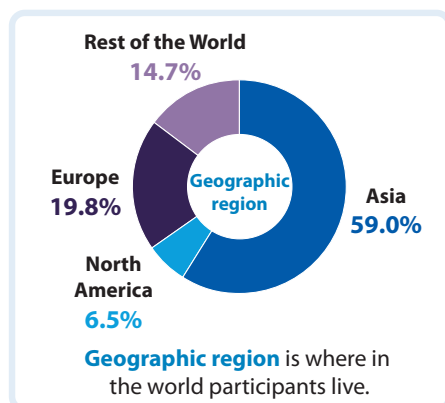 Rest of the World
14.7%
Geographic
region
Europe
19.8%
Asia
59.0%
North
America
6.5%
Geographic region is where in
the world participants live.